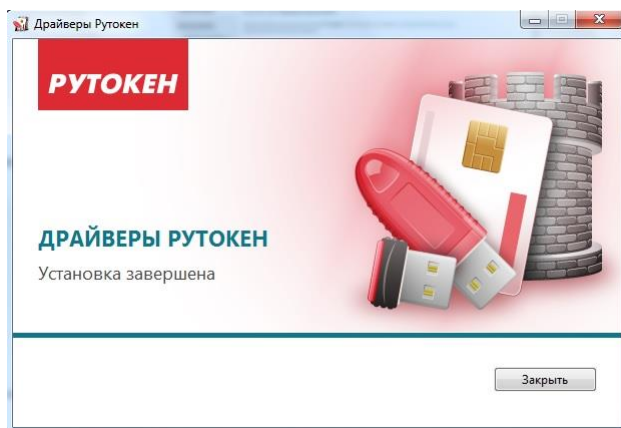 Драйверы Рутокен
РУТОКЕН
ДРАЙВЕРЫ РУТОКЕН
Установка завершена
Закрыть